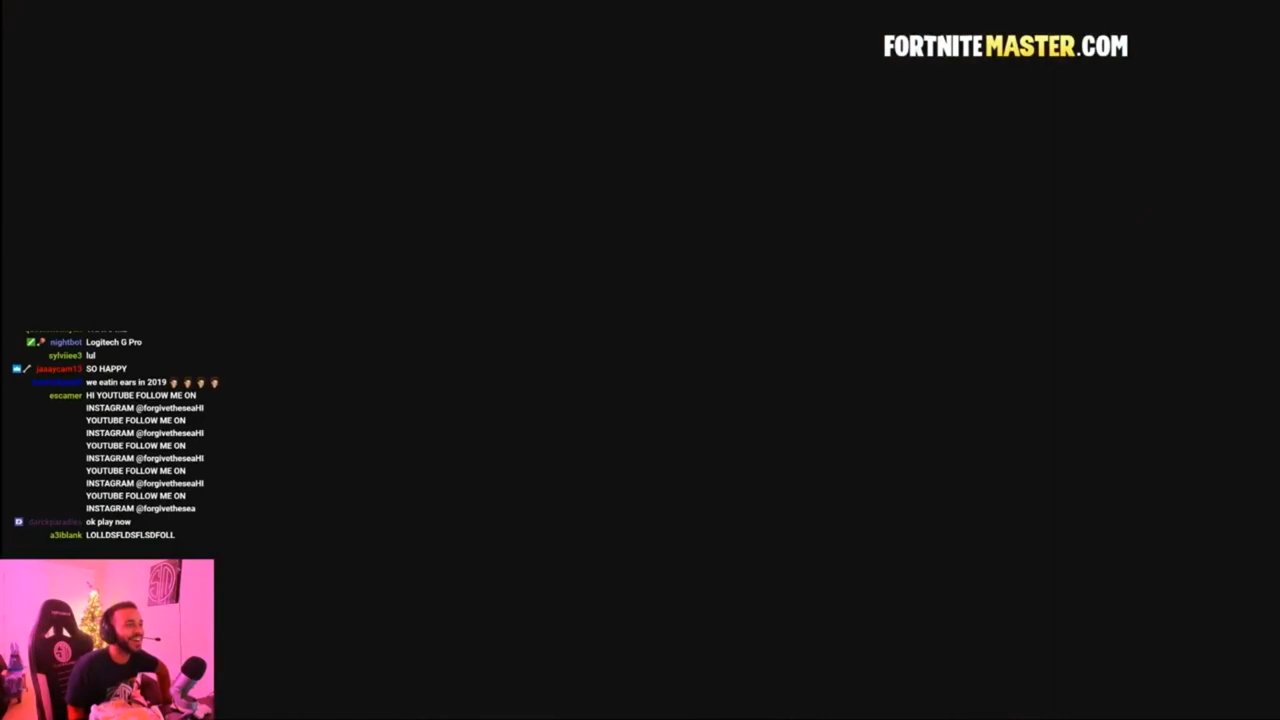 FORTNITEMASTER.COM
nightbot Logitech G Pro
sylviiee3 lul
jaaaycam13 SO HAPPY
we eatin ears in 2019
escamer HI YOUTUBE FOLLOW ME ON
INSTAGRAM @forgivetheseaHI
YOUTUBE FOLLOW ME ON
INSTAGRAM @forgivetheseaHI
YOUTUBE FOLLOW ME ON
INSTAGRAM @forgivetheseaHI
YOUTUBE FOLLOW ME ON
INSTAGRAM @forgivetheseaHI
YOUTUBE FOLLOW ME ON
INSTAGRAM @forgivethesea
darckparadies ok play now
a3iblank LOLLDSFLDSFLSDFOLL